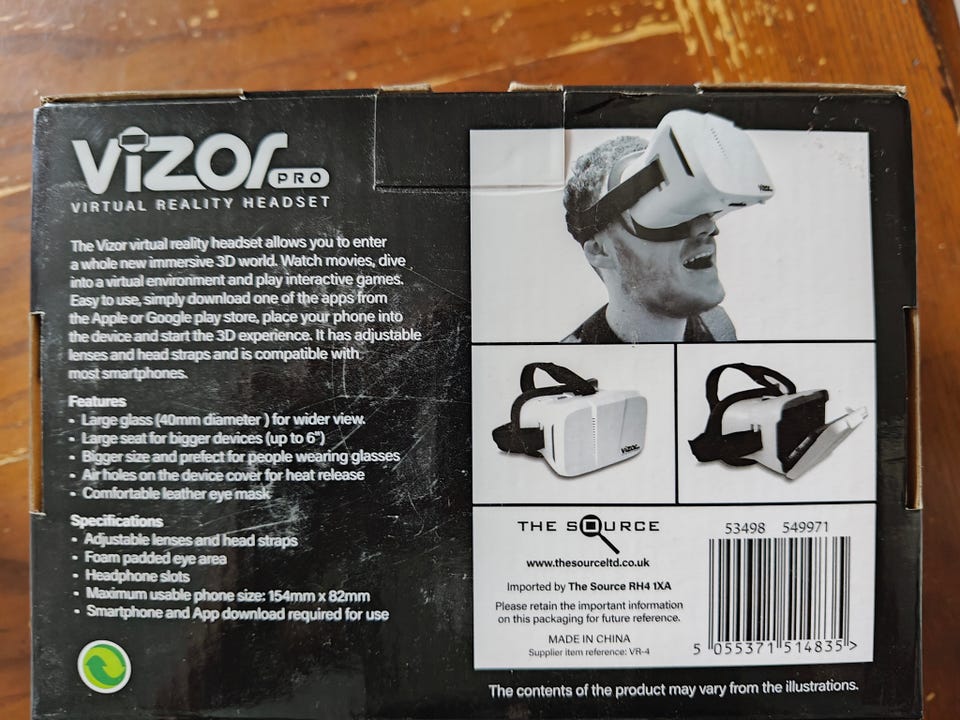 VIZOR PRO
VIRTUAL REALITY HEADSET
The Vizor virtual reality headset allows you to enter
a whole new immersive 3D world. Watch movies, dive
into a virtual environment and play interactive games.
Easy to use, simply download one of the apps from
the Apple or Google play store, place your phone into
the device and start the 3D experience. It has adjustable
lenses and head straps and is compatible with
most smartphones.
Features
• Large glass (40mm diameter ) for wider view.
• Large seat for bigger devices (up to 6")
• Bigger size and prefect for people wearing glasses
• Air holes on the device cover for heat release
• Comfortable leather eye mask
Specifications
• Adjustable lenses and head straps
• Foam padded eye area
• Headphone slots
• Maximum usable phone size: 154mm x 82mm
• Smartphone and App download required for use
VIZOR
VIZOR
THE SOURCE
www.thesourceltd.co.uk
Imported by The Source RH4 1XA
Please retain the important information
on this packaging for future reference.
MADE IN CHINA
Supplier item reference: VR-4
53498 549971
5 055371 514835 >
The contents of the product may vary from the illustrations.